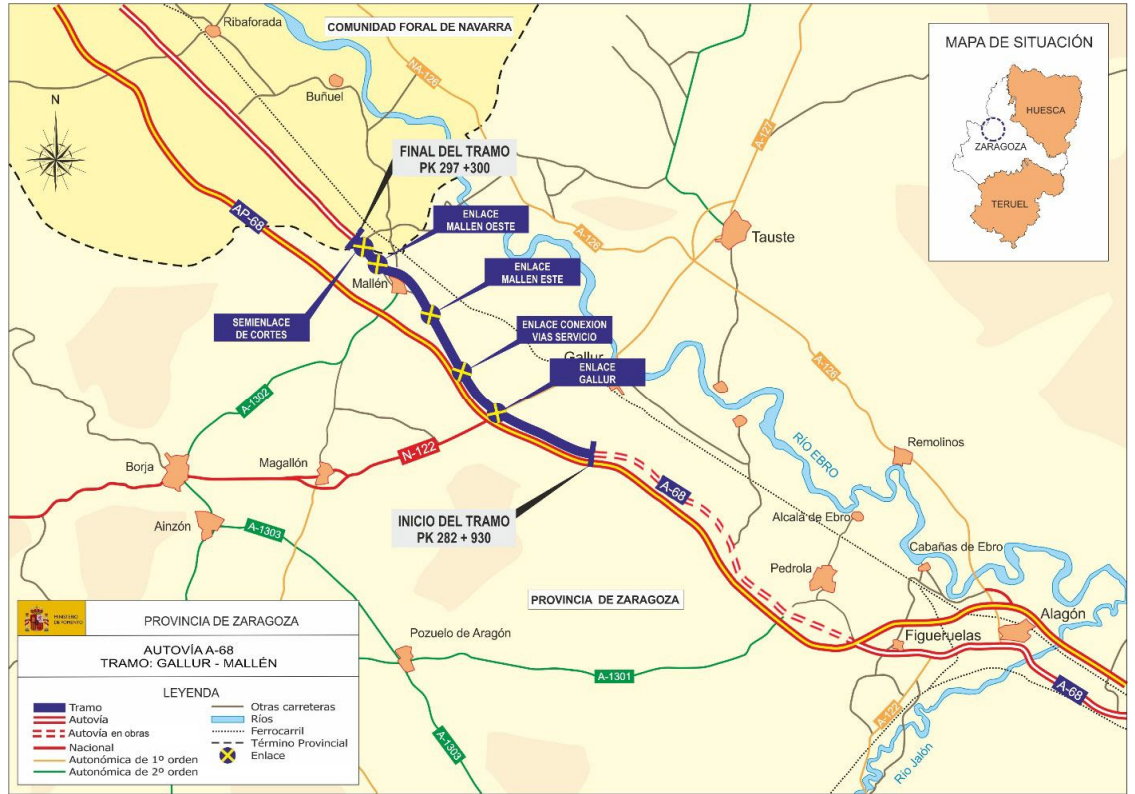 Ribaforada
COMUNIDAD FORAL DE NAVARRA
NA-126
Buñuel
N
A-127
MAPA DE SITUACIÓN
HUESCA
ZARAGOZA
TERUEL
FINAL DEL TRAMO
PK 297 +300
AP-68
ENLACE
MALLEN OESTE
A-126
Tauste
Mallén
ENLACE
MALLEN ESTE
SEMIENLACE
DE CORTES
ENLACE CONEXION
VIAS SERVICIO
Gallur
ENLACE
GALLUR
A-126
A-1302
N-122
Borja
Magallón
RÍO EBRO
Remolinos
A-68
Ainzón
A-1303
INICIO DEL TRAMO
PK 282 + 930
Alcalá de Ebro
Cabañas de Ebro
Pedrola
PROVINCIA DE ZARAGOZA
Alagón
Figueruelas
Pozuelo de Aragón
A-1301
A-68
A-122
A-1303
Río Jalón
MINISTERIO
DE FOMENTO
PROVINCIA DE ZARAGOZA
AUTOVÍA A-68
TRAMO: GALLUR - MALLÉN
LEYENDA
Tramo
Autovía
Autovía en obras
Nacional
Autonómica de 1º orden
Autonómica de 2º orden
Otras carreteras
Ríos
Ferrocarril
Término Provincial
Enlace